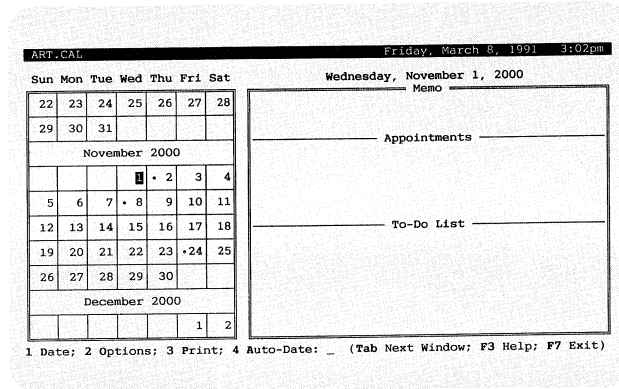 ART.CAL Friday, March 8, 1991 3:02pm
Sun Mon Tue Wed Thu Fri Sat
22 23 24 25 26 27 28
29 30 31
November 2000
1 • 2 3 4
5 6 7 • 8 9 10 11
12 13 14 15 16 17 18
19 20 21 22 23 •24 25
26 27 28 29 30
December 2000
1 2
Wednesday, November 1, 2000
Memo
Appointments
To-Do List
1 Date; 2 Options; 3 Print; 4 Auto-Date: _ (Tab Next Window; F3 Help; F7 Exit)